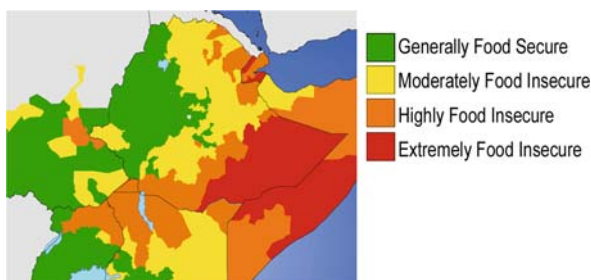 Generally Food Secure
Moderately Food Insecure
Highly Food Insecure
Extremely Food Insecure